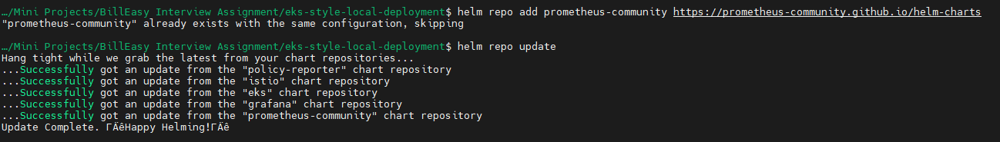 …/Mini Projects/BillEasy Interview Assignment/eks-style-local-deployment$ helm repo add prometheus-community https://prometheus-community.github.io/helm-charts
"prometheus-community" already exists with the same configuration, skipping
…/Mini Projects/BillEasy Interview Assignment/eks-style-local-deployment$ helm repo update
Hang tight while we grab the latest from your chart repositories...
...Successfully got an update from the "policy-reporter" chart repository
...Successfully got an update from the "istio" chart repository
...Successfully got an update from the "eks" chart repository
...Successfully got an update from the "grafana" chart repository
...Successfully got an update from the "prometheus-community" chart repository
Update Complete. ΓÄêHappy Helming!ΓÄê